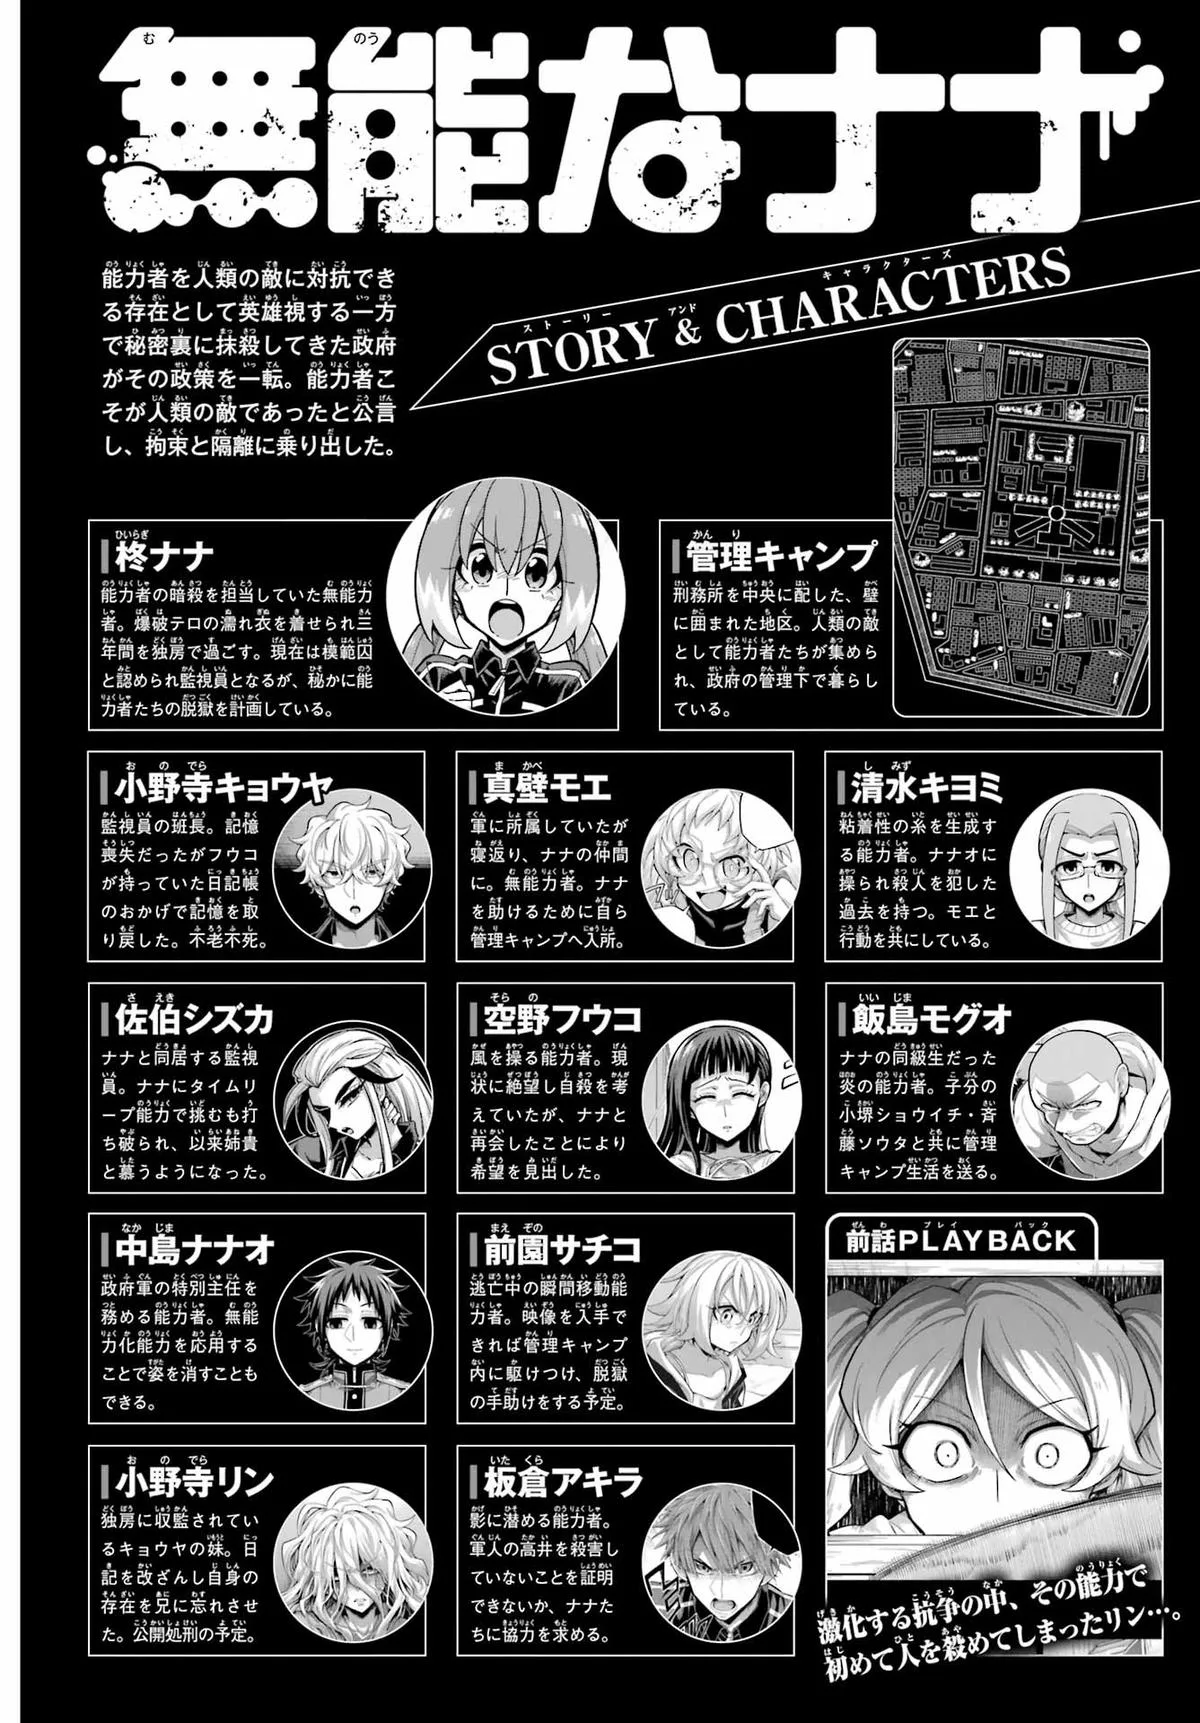 無能なナナ
STORY & CHARACTERS
能力者を人類の敵に対抗でき
る存在として英雄視する一方
で秘密裏に抹殺してきた政府
がその政策を一転。能力者こ
そが人類の敵であったと公言
し、拘束と隔離に乗り出した。
柊ナナ
能力者の暗殺を担当していた無能力
者。爆破テロの濡れ衣を着せられ三
年間を独房で過ごす。現在は模範囚
と認められ監視員となるが、秘かに能
力者たちの脱獄を計画している。
管理キャンプ
刑務所を中央に配した、壁
に囲まれた地区。人類の敵
として能力者たちが集めら
れ、政府の管理下で暮らし
ている。
小野寺キョウヤ
監視員の班長。記憶
喪失だったがフウコ
が持っていた日記帳
のおかげで記憶を取
り戻した。不老不死。
真壁モエ
軍に所属していたが
寝返り、ナナの仲間
に。無能力者。ナナ
を助けるために自ら
管理キャンプへ入所。
清水キヨミ
粘着性の糸を生成す
る能力者。ナナオに
操られ殺人を犯した
過去を持つ。モエと
行動を共にしている。
佐伯シズカ
ナナと同居する監視
員。ナナにタイムリ
ープ能力で挑むも打
ち破られ、以来姉貴
と慕うようになった。
空野フウコ
風を操る能力者。現
状に絶望し自殺を考
えていたが、ナナと
再会したことにより
希望を見出した。
飯島モグオ
ナナの同級生だった
炎の能力者。子分の
小堺ショウイチ・斉
藤ソウタと共に管理
キャンプ生活を送る。
中島ナナオ
政府軍の特別主任を
務める能力者。無能
力化能力を応用する
ことで姿を消すことも
できる。
前園サチコ
逃亡中の瞬間移動能
力者。映像を入手で
きれば管理キャンプ
内に駆けつけ、脱獄
の手助けをする予定。
小野寺リン
独房に収監されてい
るキョウヤの妹。日
記を改ざんし自身の
存在を兄に忘れさせ
た。公開処刑の予定。
板倉アキラ
影に潜める能力者。
軍人の高井を殺害し
ていないことを証明
できないか、ナナた
ちに協力を求める。
前話PLAYBACK
激化する抗争の中、その能力で
初めて人を殺めてしまったリン…。